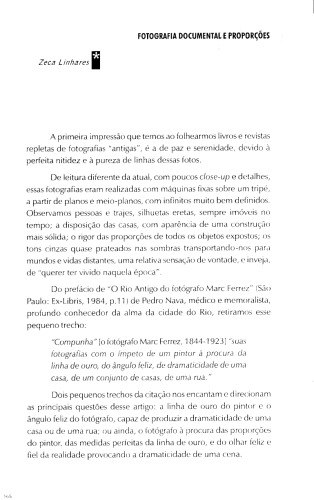 FOTOGRAFIA DOCUMENTAL E PROPORÇÕES
Zeca Linhares *
A primeira impressão que temos ao folhearmos livros e revistas
repletas de fotografias "antigas", é a de paz e serenidade, devido à
perfeita nitidez e à pureza de linhas dessas fotos.
De leitura diferente da atual, com poucos close-up e detalhes,
essas fotografias eram realizadas com máquinas fixas sobre um tripé,
a partir de planos e meio-planos, com infinitos muito bem definidos.
Observamos pessoas e trajes, silhuetas eretas, sempre imóveis no
tempo; a disposição das casas, com aparência de uma construção
mais sólida; o rigor das proporções de todos os objetos expostos; os
tons cinzas quase prateados nas sombras transportando-nos para
mundos e vidas distantes, uma relativa sensação de vontade, e inveja,
de "querer ter vivido naquela época".
Do prefácio de "O Rio Antigo do fotógrafo Marc Ferrez" (São
Paulo: Ex-Libris, 1984, p.11) de Pedro Nava, médico e memoralista,
profundo conhecedor da alma da cidade do Rio, retiramos esse
pequeno trecho:
"Cumpunha" [o fotógrafo Marc Ferrez, 1844-1923] "suas
fotografias com o ímpeto de um pintor à procura da
linha de ouro, do ângulo feliz, de dramaticidade de uma
casa, de um conjunto de casas, de uma rua."
Dois pequenos trechos da citação nos encantam e direcionam
as principais questões desse artigo: a linha de ouro do pintor e o
ângulo feliz do fotógrafo, capaz de produzir a dramaticidade de uma
casa ou de uma rua; ou ainda, o fotógrafo à procura das proporções
do pintor, das medidas perfeitas da linha de ouro, e do olhar feliz e
fiel da realidade provocando a dramaticidade de uma cena.